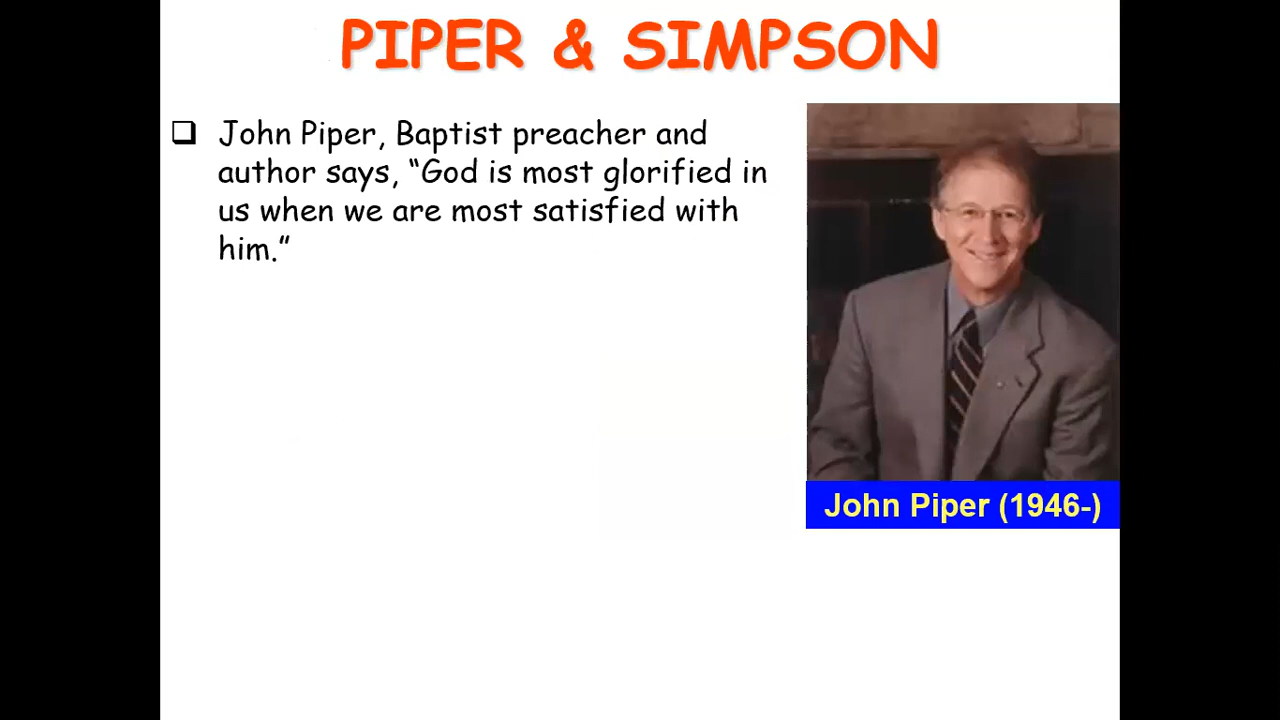 PIPER & SIMPSON
❑ John Piper, Baptist preacher and
author says, “God is most glorified in
us when we are most satisfied with
him.”
John Piper (1946-)